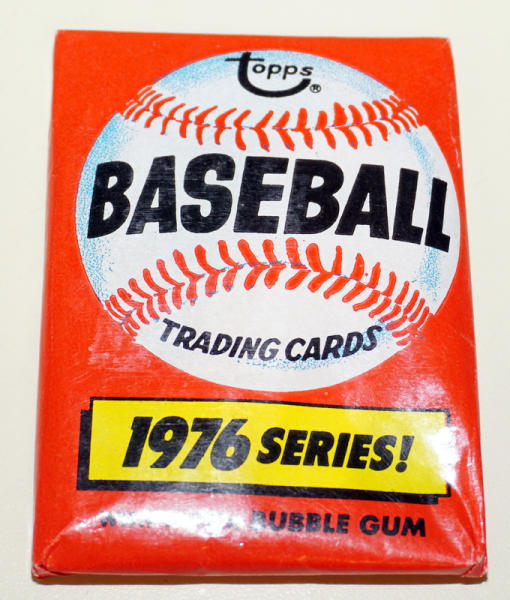 topps®
BASEBALL
TRADING CARDS
1976 SERIES!
BUBBLE GUM